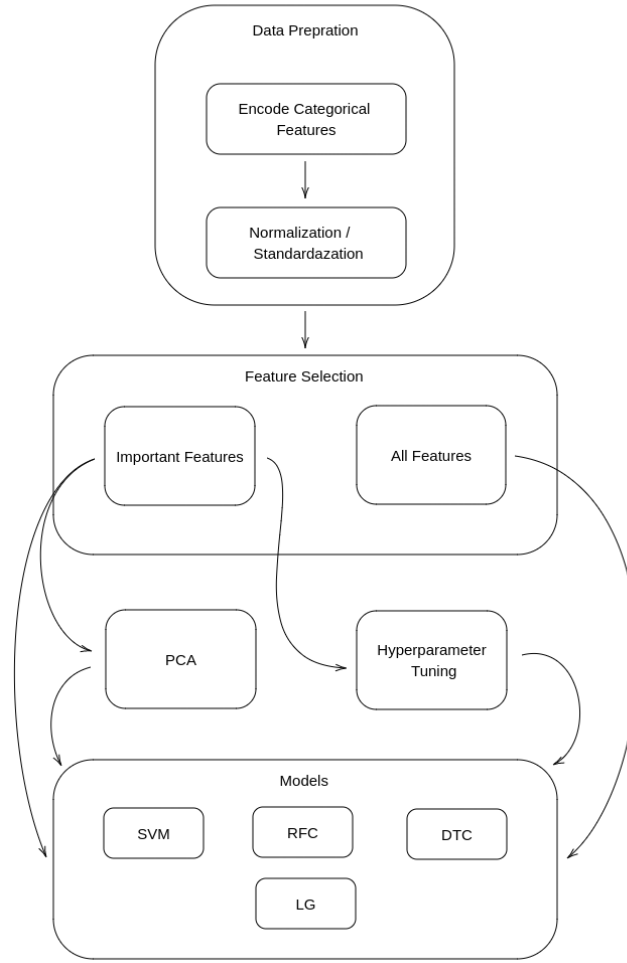 Data Prepration
Encode Categorical
Features
Normalization /
Standardazation
Feature Selection
Important Features
All Features
PCA
Hyperparameter
Tuning
Models
SVM
RFC
DTC
LG